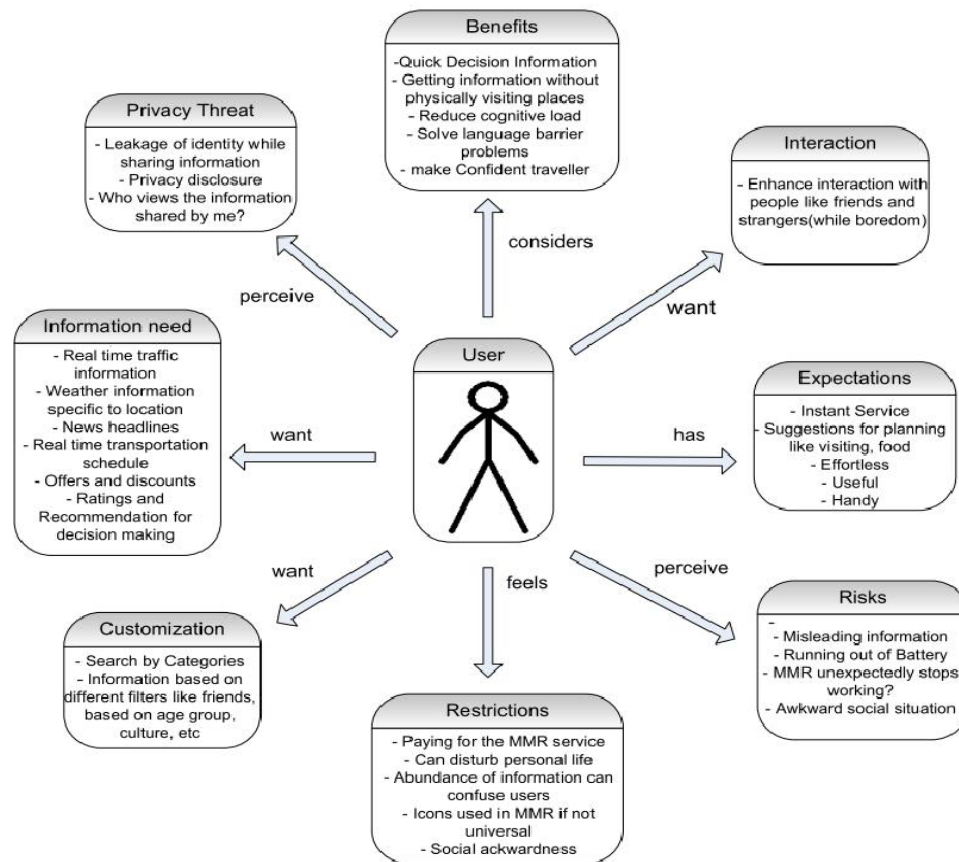 Benefits
-Quick Decision Information
- Getting information without
physically visiting places
- Reduce cognitive load
- Solve language barrier
problems
- make Confident traveller
Privacy Threat
- Leakage of identity while
sharing information
- Privacy disclosure
- Who views the information
shared by me?
Interaction
- Enhance interaction with
people like friends and
strangers(while boredom)
considers
perceive
want
Information need
- Real time traffic
information
- Weather information
specific to location
- News headlines
- Real time transportation
schedule
- Offers and discounts
- Ratings and
Recommendation for
decision making
User
Expectations
- Instant Service
- Suggestions for planning
like visiting, food
- Effortless
- Useful
- Handy
want
has
want
feels
perceive
Customization
- Search by Categories
- Information based on
different filters like friends,
based on age group,
culture, etc
Restrictions
- Paying for the MMR service
- Can disturb personal life
- Abundance of information can
confuse users
- Icons used in MMR if not
universal
- Social ackwardness
Risks
-
- Misleading information
- Running out of Battery
- MMR unexpectedly stops
working?
- Awkward social situation